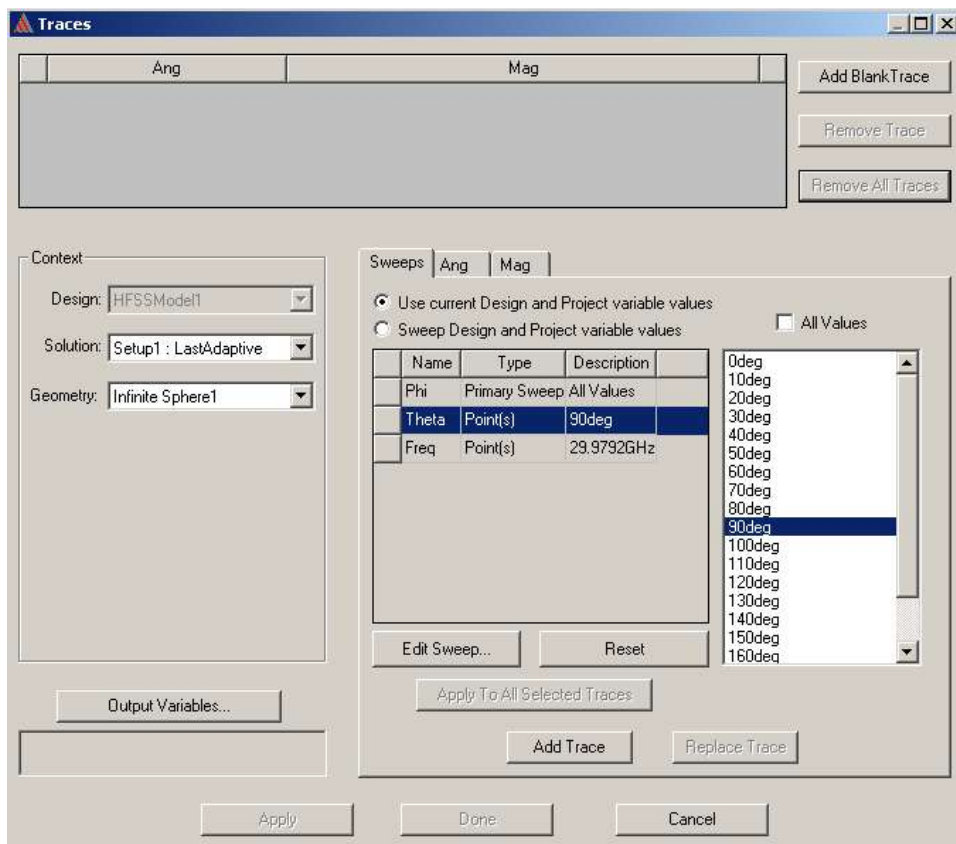 Traces
Ang Mag
Add BlankTrace
Remove Trace
Remove All Traces
Context
Design: HFSSModel1
Solution: Setup1 : LastAdaptive
Geometry: Infinite Sphere1
Output Variables...
Sweeps Ang Mag
Use current Design and Project variable values
Sweep Design and Project variable values
All Values
Name Type Description
Phi Primary Sweep All Values
Theta Point(s) 90deg
Freq Point(s) 29.9792GHz
0deg
10deg
20deg
30deg
40deg
50deg
60deg
70deg
80deg
90deg
100deg
110deg
120deg
130deg
140deg
150deg
160deg
Edit Sweep... Reset
Apply To All Selected Traces
Add Trace Replace Trace
Apply Done Cancel